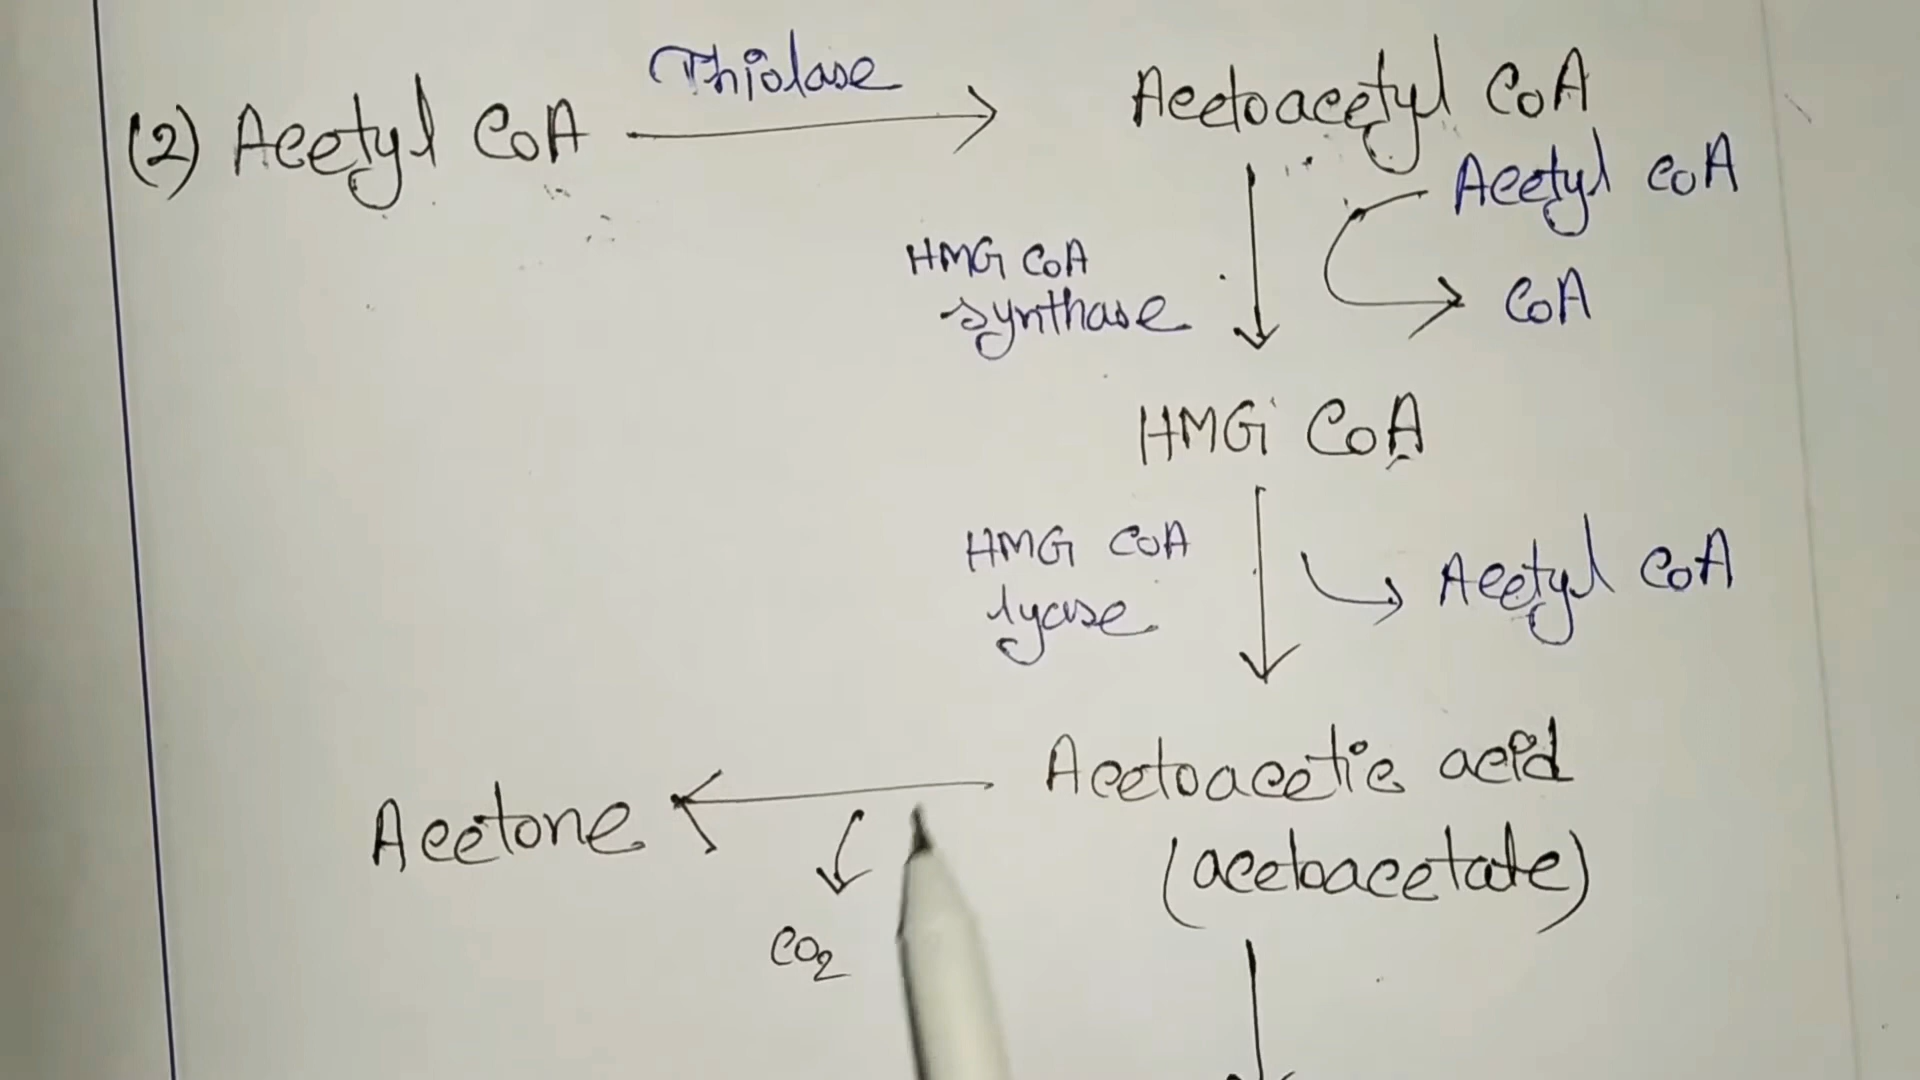 Thiolase
(2) Acetyl CoA
Acetoacetyl CoA
Acetyl CoA
HMG CoA
synthase
CoA
HMG CoA
HMG CoA
lyase
Acetyl CoA
Acetoacetic acid
Acetone
(acetoacetate)
CO2